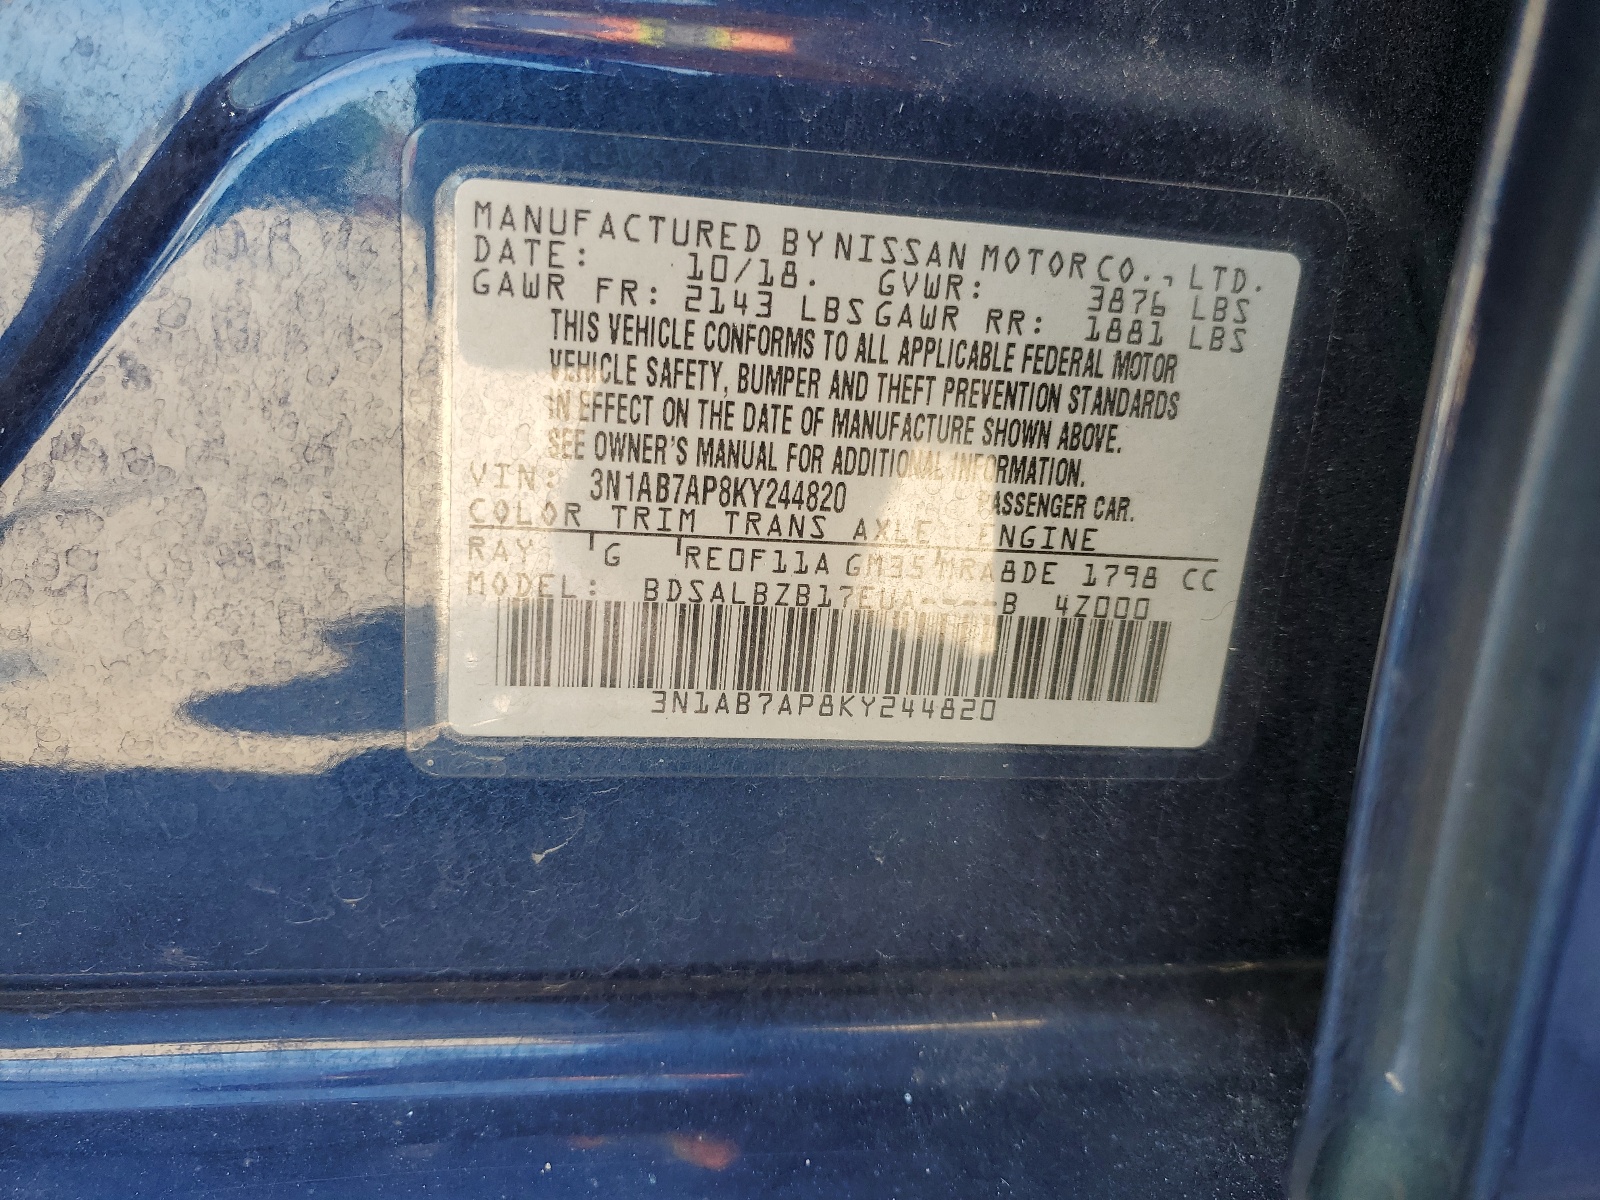 MANUFACTURED BY NISSAN MOTOR CO., LTD.
DATE: 10/18. GVWR: 3876 LBS
GAWR FR: 2143 LBS GAWR RR: 1881 LBS
THIS VEHICLE CONFORMS TO ALL APPLICABLE FEDERAL MOTOR
VEHICLE SAFETY, BUMPER AND THEFT PREVENTION STANDARDS
IN EFFECT ON THE DATE OF MANUFACTURE SHOWN ABOVE.
SEE OWNER'S MANUAL FOR ADDITIONAL INFORMATION.
VIN: 3N1AB7AP8KY244820 PASSENGER CAR.
COLOR TRIM TRANS AXLE ENGINE
RAY G RE0F11A GM35 MRA8DE 1798 CC
MODEL: BDSALBZB17EUA----B 4Z000
3N1AB7AP8KY244820